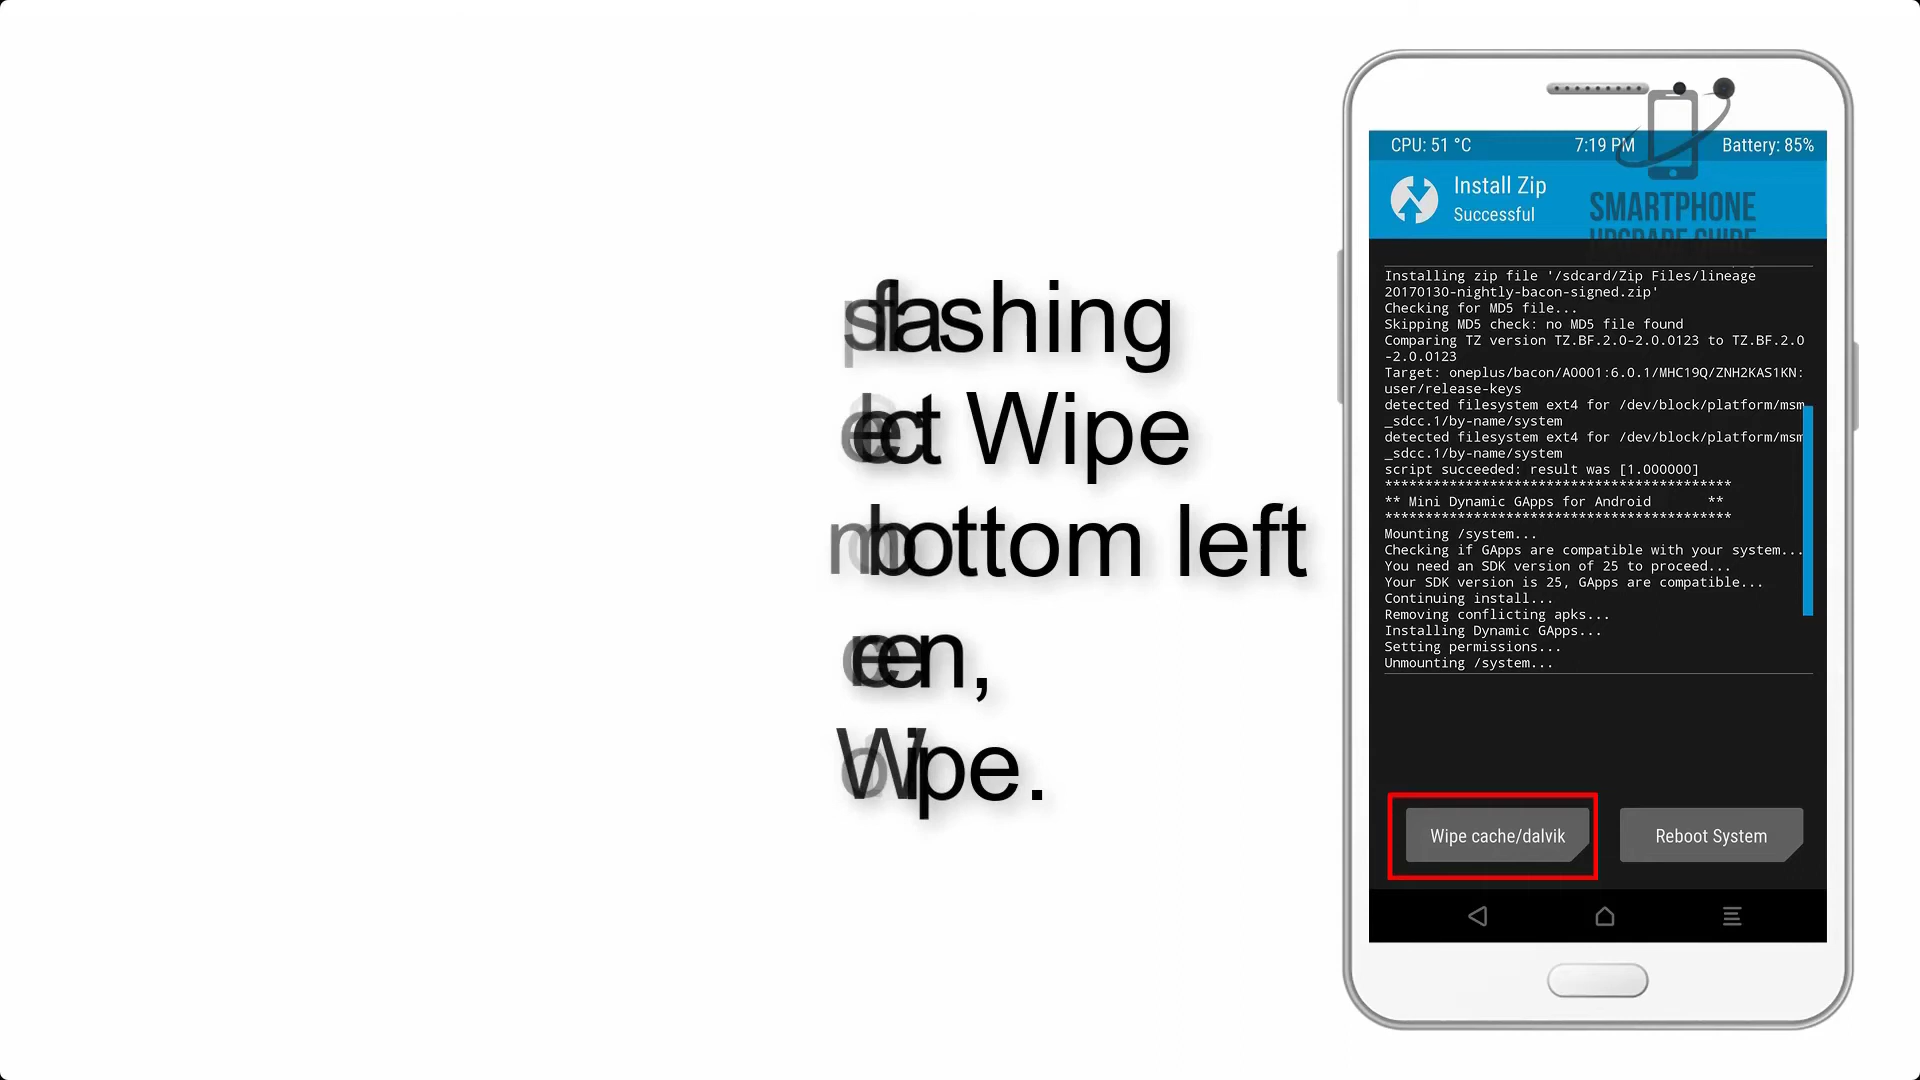 flashing
Wipe
bottom left
Wipe.
CPU: 51 °C 7:19 PM Battery: 85%
Install Zip
Successful
SMARTPHONE
UPGRADE GUIDE
Installing zip file '/sdcard/Zip Files/lineage
20170130-nightly-bacon-signed.zip'
Checking for MD5 file...
Skipping MD5 check: no MD5 file found
Comparing TZ version TZ.BF.2.0-2.0.0123 to TZ.BF.2.0
-2.0.0123
Target: oneplus/bacon/A0001:6.0.1/MHC19Q/ZNH2KAS1KN:
user/release-keys
detected filesystem ext4 for /dev/block/platform/msm
_sdcc.1/by-name/system
detected filesystem ext4 for /dev/block/platform/msm
_sdcc.1/by-name/system
script succeeded: result was [1.000000]
*******************************************
** Mini Dynamic GApps for Android **
*******************************************
Mounting /system...
Checking if GApps are compatible with your system...
You need an SDK version of 25 to proceed...
Your SDK version is 25, GApps are compatible...
Continuing install...
Removing conflicting apks...
Installing Dynamic GApps...
Setting permissions...
Unmounting /system...
Wipe cache/dalvik Reboot System